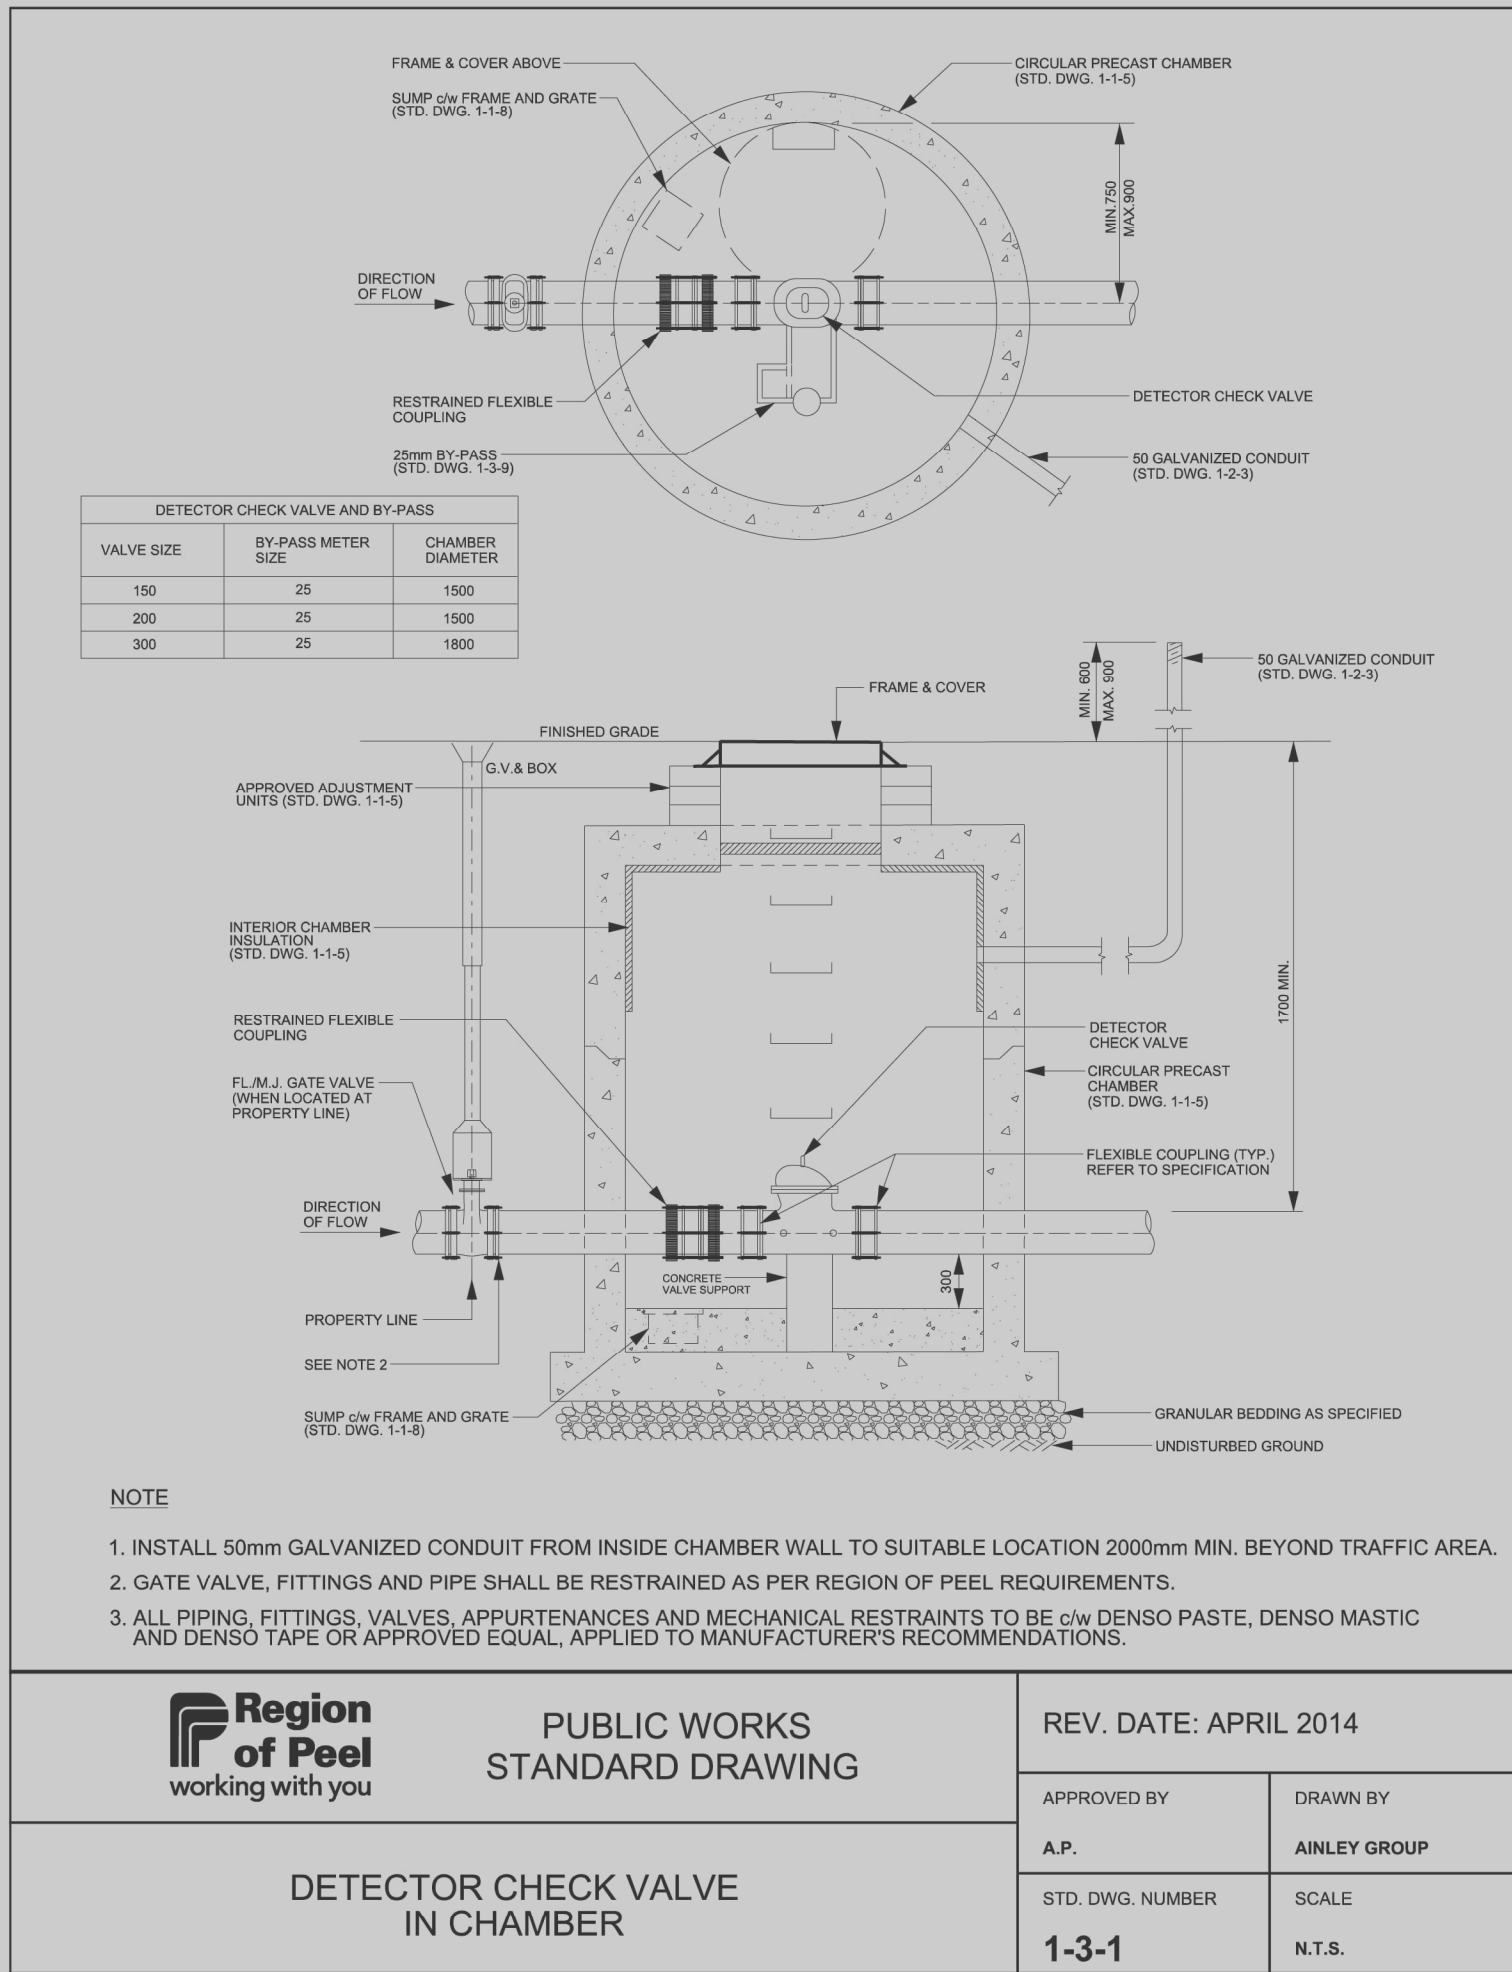 FRAME & COVER ABOVE
SUMP c/w FRAME AND GRATE
(STD. DWG. 1-1-8)
CIRCULAR PRECAST CHAMBER
(STD. DWG. 1-1-5)
MIN.750
MAX.900
DIRECTION
OF FLOW
RESTRAINED FLEXIBLE
COUPLING
25mm BY-PASS
(STD. DWG. 1-3-9)
DETECTOR CHECK VALVE
50 GALVANIZED CONDUIT
(STD. DWG. 1-2-3)
DETECTOR CHECK VALVE AND BY-PASS
VALVE SIZE
BY-PASS METER
SIZE
CHAMBER
DIAMETER
150 25 1500
200 25 1500
300 25 1800
MIN. 600
MAX. 900
50 GALVANIZED CONDUIT
(STD. DWG. 1-2-3)
FRAME & COVER
FINISHED GRADE
G.V.& BOX
APPROVED ADJUSTMENT
UNITS (STD. DWG. 1-1-5)
INTERIOR CHAMBER
INSULATION
(STD. DWG. 1-1-5)
1700 MIN.
RESTRAINED FLEXIBLE
COUPLING
DETECTOR
CHECK VALVE
FL./M.J. GATE VALVE
(WHEN LOCATED AT
PROPERTY LINE)
CIRCULAR PRECAST
CHAMBER
(STD. DWG. 1-1-5)
FLEXIBLE COUPLING (TYP.)
REFER TO SPECIFICATION
DIRECTION
OF FLOW
CONCRETE
VALVE SUPPORT
300
PROPERTY LINE
SEE NOTE 2
SUMP c/w FRAME AND GRATE
(STD. DWG. 1-1-8)
GRANULAR BEDDING AS SPECIFIED
UNDISTURBED GROUND
NOTE
1. INSTALL 50mm GALVANIZED CONDUIT FROM INSIDE CHAMBER WALL TO SUITABLE LOCATION 2000mm MIN. BEYOND TRAFFIC AREA.
2. GATE VALVE, FITTINGS AND PIPE SHALL BE RESTRAINED AS PER REGION OF PEEL REQUIREMENTS.
3. ALL PIPING, FITTINGS, VALVES, APPURTENANCES AND MECHANICAL RESTRAINTS TO BE c/w DENSO PASTE, DENSO MASTIC
AND DENSO TAPE OR APPROVED EQUAL, APPLIED TO MANUFACTURER'S RECOMMENDATIONS.
Region
of Peel
working with you
PUBLIC WORKS
STANDARD DRAWING
REV. DATE: APRIL 2014
APPROVED BY
A.P.
DRAWN BY
AINLEY GROUP
DETECTOR CHECK VALVE
IN CHAMBER
STD. DWG. NUMBER
1-3-1
SCALE
N.T.S.